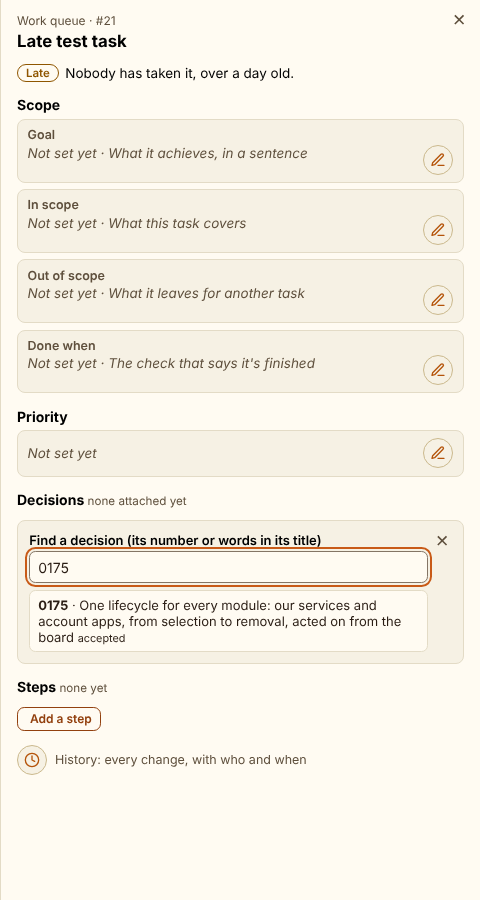 Work queue · #21
Late test task
Late Nobody has taken it, over a day old.
Scope
Goal
Not set yet · What it achieves, in a sentence
In scope
Not set yet · What this task covers
Out of scope
Not set yet · What it leaves for another task
Done when
Not set yet · The check that says it's finished
Priority
Not set yet
Decisions none attached yet
Find a decision (its number or words in its title)
0175
0175 · One lifecycle for every module: our services and
account apps, from selection to removal, acted on from the
board accepted
Steps none yet
Add a step
History: every change, with who and when